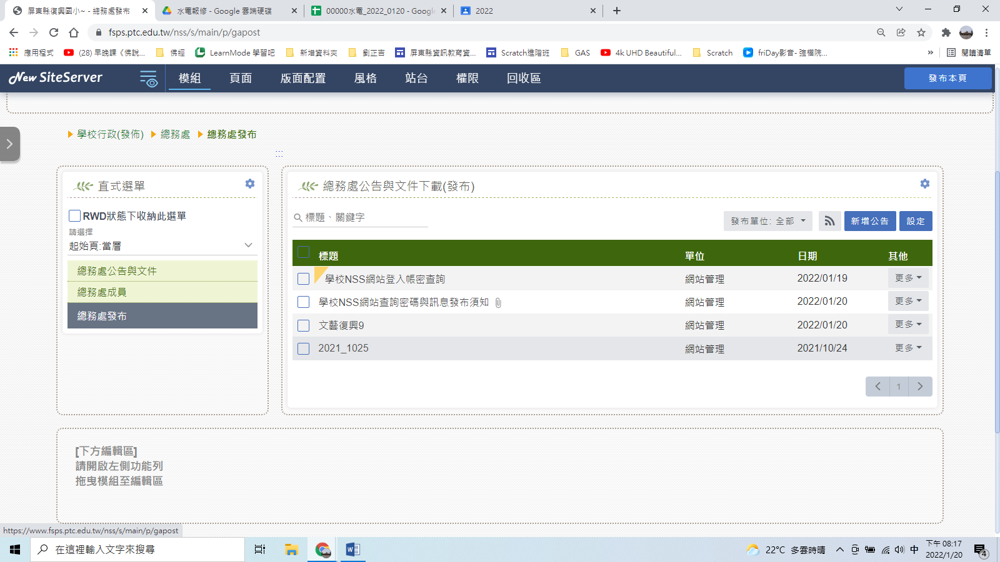 屏東縣復興國小~ - 總務處發布
水電報修 - Google 雲端硬碟
00000水電_2022_0120 - Google
2022
fsps.ptc.edu.tw/nss/s/main/p/gapost
應用程式
(28) 早晚課《佛說...
佛經
LearnMode 學習吧
新增資料夾
劉正吉
屏東縣資訊教育資...
Scratch進階班
GAS
4k UHD Beautiful...
Scratch
friDay影音- 強檔院...
»
閱讀清單
New SiteServer
模組
頁面
版面配置
風格
站台
權限
回收區
發布本頁
學校行政(發佈)
總務處
總務處發布
:::
直式選單
RWD狀態下收納此選單
請選擇
起始頁:當層
總務處公告與文件
總務處成員
總務處發布
總務處公告與文件下載(發布)
標題、關鍵字
發布單位: 全部
新增公告
設定
標題 單位 日期 其他
學校NSS網站登入帳密查詢 網站管理 2022/01/19 更多
學校NSS網站查詢密碼與訊息發布須知 網站管理 2022/01/20 更多
文藝復興9 網站管理 2022/01/20 更多
2021_1025 網站管理 2021/10/24 更多
1
[下方編輯區]
請開啟左側功能列
拖曳模組至編輯區
https://www.fsps.ptc.edu.tw/nss/s/main/p/gapost
在這裡輸入文字來搜尋
22°C 多雲時晴
中
下午 08:17
2022/1/20
4